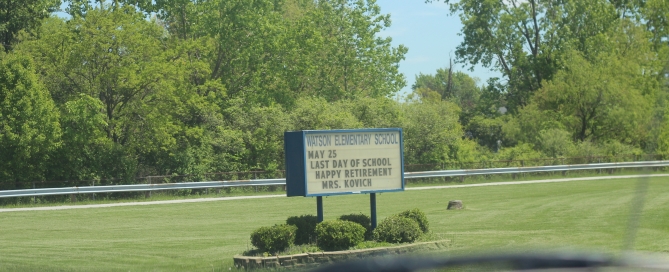 WATSON ELEMENTARY SCHOOL
MAY 25
LAST DAY OF SCHOOL
HAPPY RETIREMENT
MRS. KOVICH